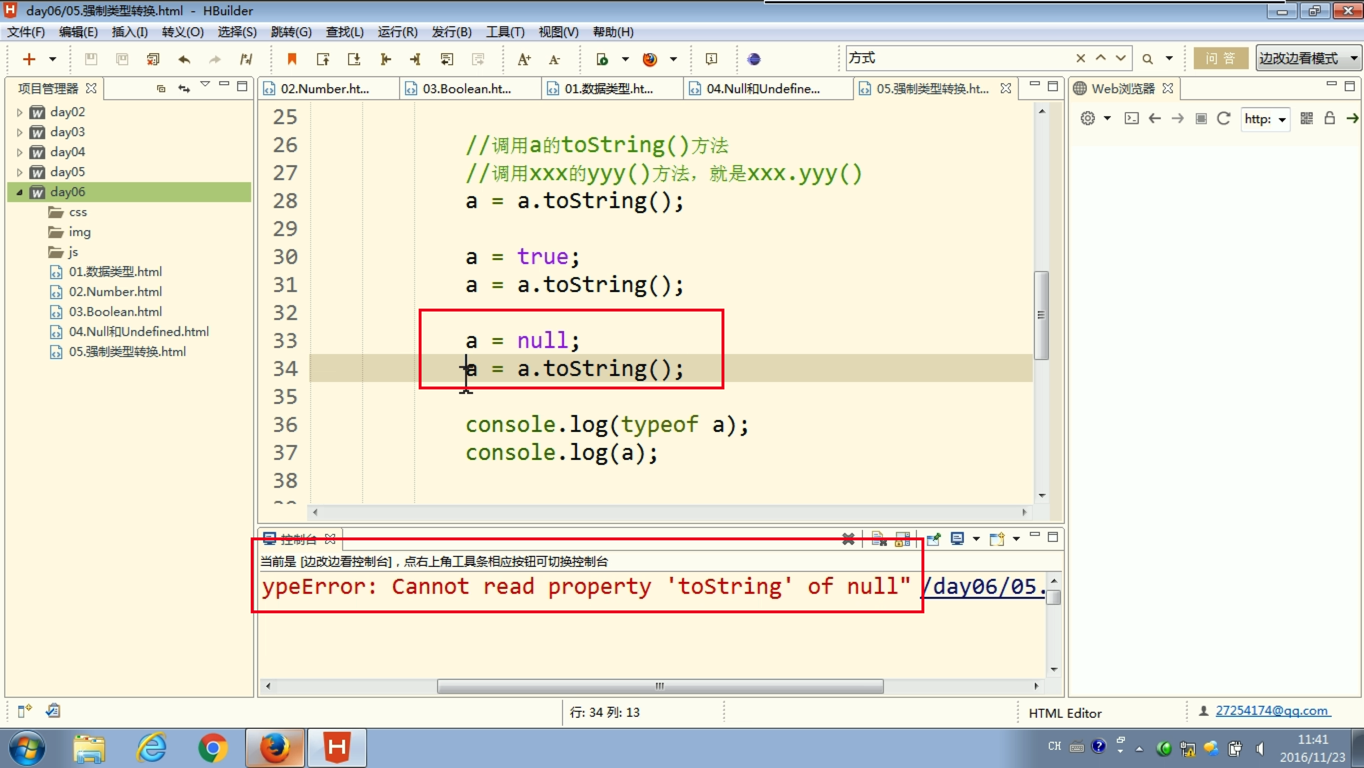 day06/05.强制类型转换.html - HBuilder
文件(F) 编辑(E) 插入(I) 转义(O) 选择(S) 跳转(G) 查找(L) 运行(R) 发行(B) 工具(T) 视图(V) 帮助(H)
方式 问 答 边改边看模式
项目管理器
02.Number.ht... 03.Boolean.ht... 01.数据类型.ht... 04.Null和Undefine... 05.强制类型转换.ht... Web浏览器
http:
day02
day03
day04
day05
day06
css
img
js
01.数据类型.html
02.Number.html
03.Boolean.html
04.Null和Undefined.html
05.强制类型转换.html
25
26 //调用a的toString()方法
27 //调用xxx的yyy()方法，就是xxx.yyy()
28 a = a.toString();
29
30 a = true;
31 a = a.toString();
32
33 a = null;
34 a = a.toString();
35
36 console.log(typeof a);
37 console.log(a);
38
控制台
当前是 [边改边看控制台]，点右上角工具条相应按钮可切换控制台
ypeError: Cannot read property 'toString' of null" /day06/05.
行: 34 列: 13 HTML Editor 27254174@qq.com
CH 11:41
2016/11/23